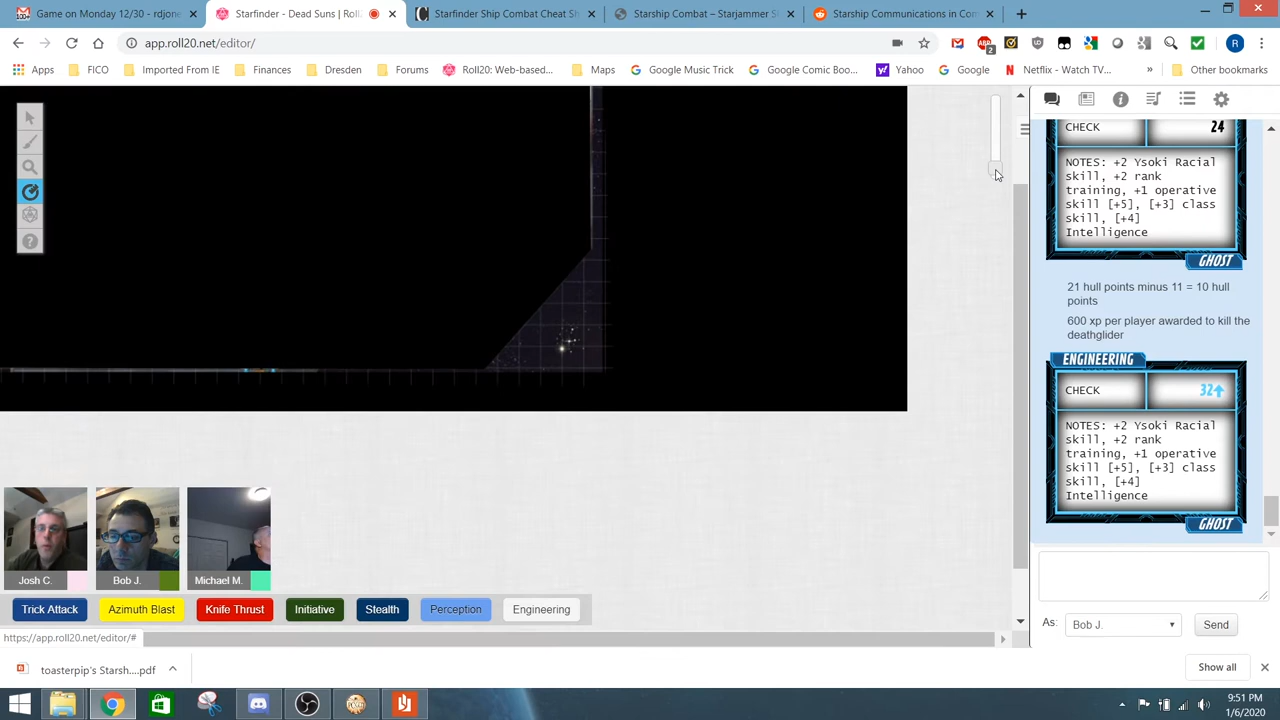 Game on Monday 12/30 - rdjone
Starfinder - Dead Suns | Roll2
Starfinder Ship Combat Cheat Sh
Starship Combat – Starjammer S
Starship Communications in Com
app.roll20.net/editor/
Apps
FICO
Imported From IE
Finances
Dresden
Forums
Roll20: Web-based...
Maps
Google Music Trick
Google Comic Boo...
Yahoo
Google
Netflix - Watch TV...
Other bookmarks
CHECK 24
NOTES: +2 Ysoki Racial
skill, +2 rank
training, +1 operative
skill [+5], [+3] class
skill, [+4]
Intelligence
GHOST
21 hull points minus 11 = 10 hull
points
600 xp per player awarded to kill the
deathglider
ENGINEERING
CHECK 32
NOTES: +2 Ysoki Racial
skill, +2 rank
training, +1 operative
skill [+5], [+3] class
skill, [+4]
Intelligence
GHOST
Josh C.
Bob J.
Michael M.
Trick Attack
Azimuth Blast
Knife Thrust
Initiative
Stealth
Perception
Engineering
As: Bob J. Send
https://app.roll20.net/editor/#
toasterpip's Starsh....pdf
Show all
9:51 PM
1/6/2020